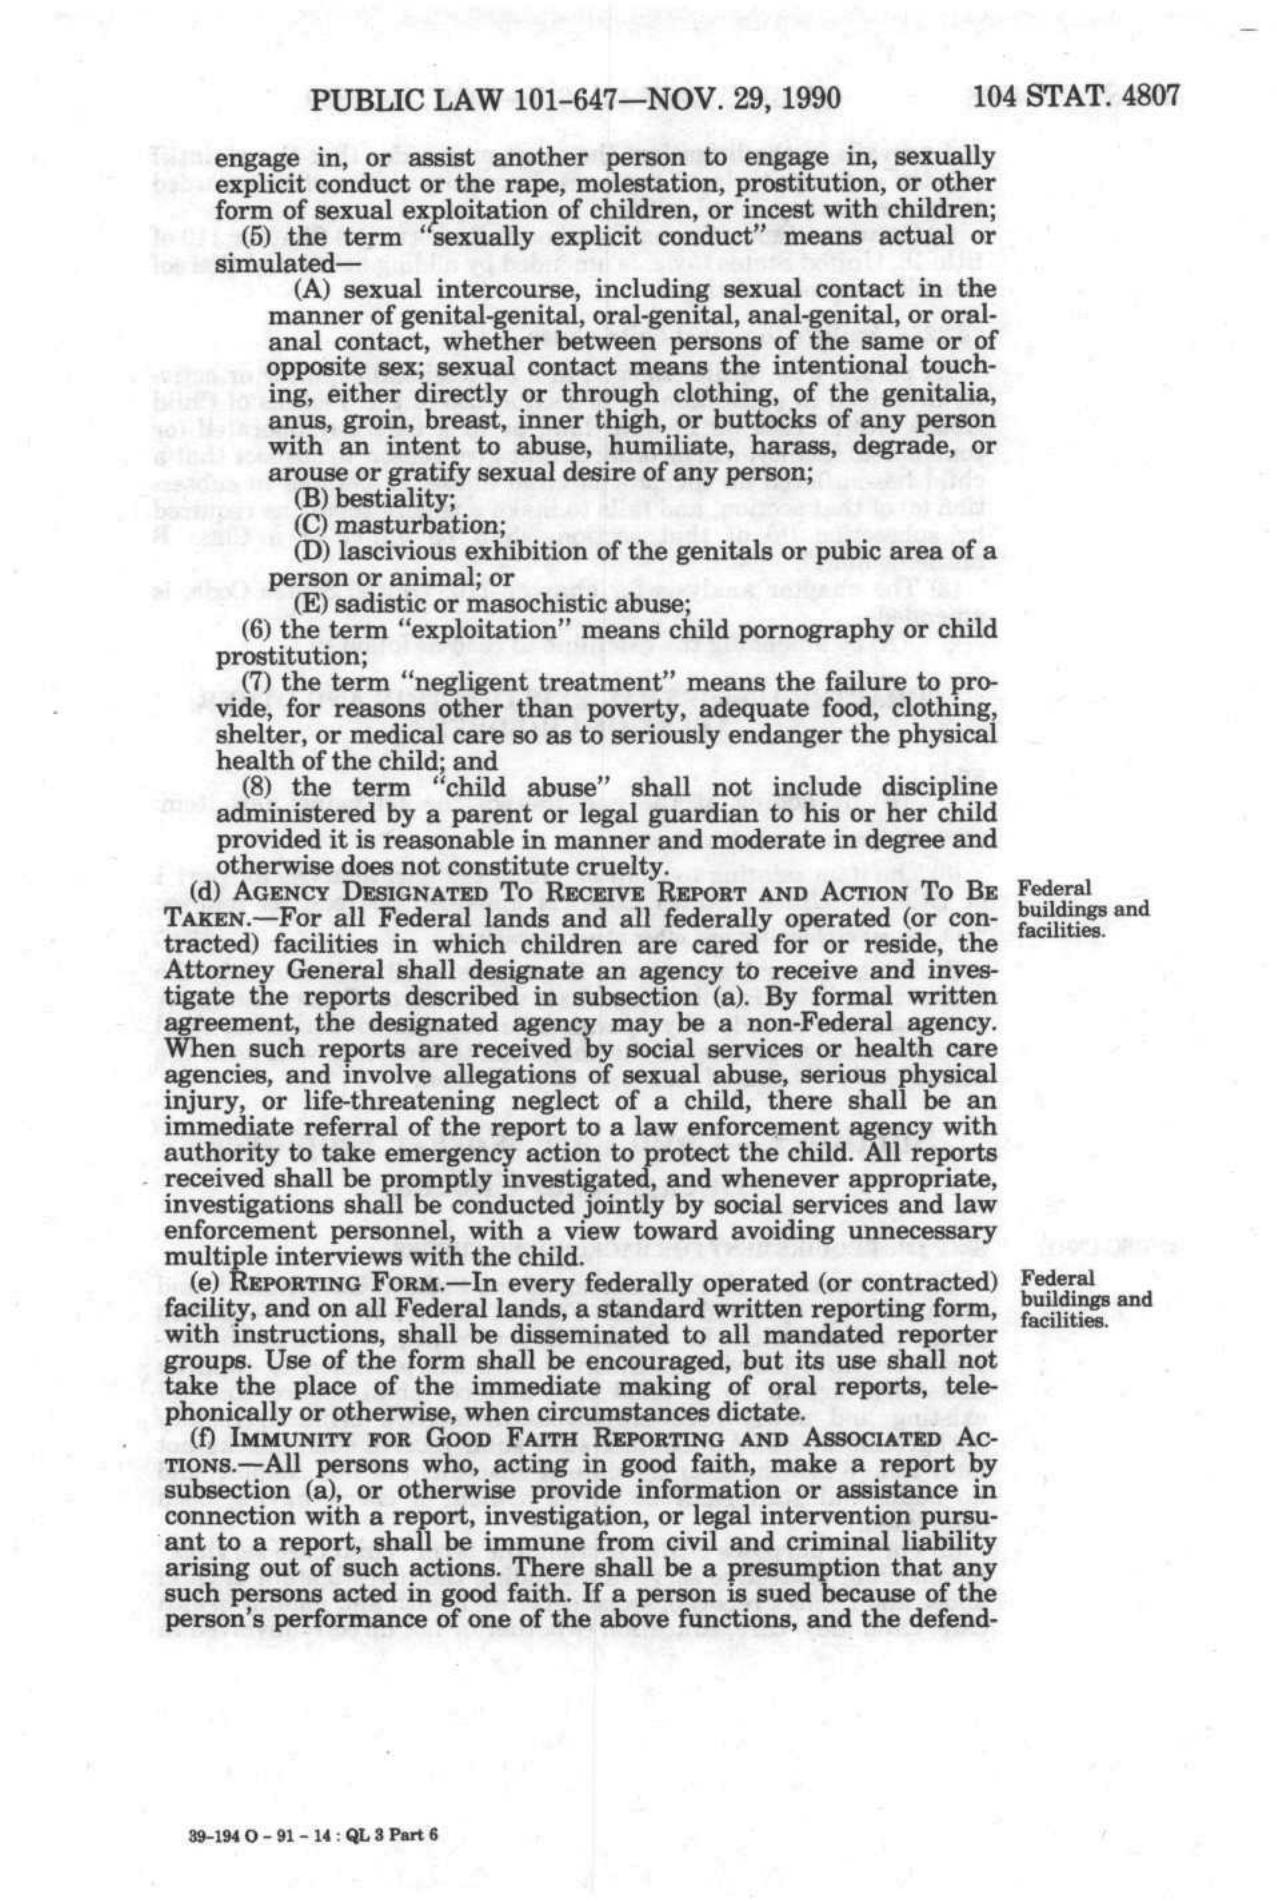 PUBLIC LAW 101–647—NOV. 29, 1990 104 STAT. 4807
engage in, or assist another person to engage in, sexually
explicit conduct or the rape, molestation, prostitution, or other
form of sexual exploitation of children, or incest with children;
(5) the term “sexually explicit conduct” means actual or
simulated—
(A) sexual intercourse, including sexual contact in the
manner of genital-genital, oral-genital, anal-genital, or oral-
anal contact, whether between persons of the same or of
opposite sex; sexual contact means the intentional touch-
ing, either directly or through clothing, of the genitalia,
anus, groin, breast, inner thigh, or buttocks of any person
with an intent to abuse, humiliate, harass, degrade, or
arouse or gratify sexual desire of any person;
(B) bestiality;
(C) masturbation;
(D) lascivious exhibition of the genitals or pubic area of a
person or animal; or
(E) sadistic or masochistic abuse;
(6) the term “exploitation” means child pornography or child
prostitution;
(7) the term “negligent treatment” means the failure to pro-
vide, for reasons other than poverty, adequate food, clothing,
shelter, or medical care so as to seriously endanger the physical
health of the child; and
(8) the term “child abuse” shall not include discipline
administered by a parent or legal guardian to his or her child
provided it is reasonable in manner and moderate in degree and
otherwise does not constitute cruelty.
(d) AGENCY DESIGNATED TO RECEIVE REPORT AND ACTION TO BE
TAKEN.—For all Federal lands and all federally operated (or con-
tracted) facilities in which children are cared for or reside, the
Attorney General shall designate an agency to receive and inves-
tigate the reports described in subsection (a). By formal written
agreement, the designated agency may be a non-Federal agency.
When such reports are received by social services or health care
agencies, and involve allegations of sexual abuse, serious physical
injury, or life-threatening neglect of a child, there shall be an
immediate referral of the report to a law enforcement agency with
authority to take emergency action to protect the child. All reports
received shall be promptly investigated, and whenever appropriate,
investigations shall be conducted jointly by social services and law
enforcement personnel, with a view toward avoiding unnecessary
multiple interviews with the child.
Federal
buildings and
facilities.
(e) REPORTING FORM.—In every federally operated (or contracted)
facility, and on all Federal lands, a standard written reporting form,
with instructions, shall be disseminated to all mandated reporter
groups. Use of the form shall be encouraged, but its use shall not
take the place of the immediate making of oral reports, tele-
phonically or otherwise, when circumstances dictate.
Federal
buildings and
facilities.
(f) IMMUNITY FOR GOOD FAITH REPORTING AND ASSOCIATED AC-
TIONS.—All persons who, acting in good faith, make a report by
subsection (a), or otherwise provide information or assistance in
connection with a report, investigation, or legal intervention pursu-
ant to a report, shall be immune from civil and criminal liability
arising out of such actions. There shall be a presumption that any
such persons acted in good faith. If a person is sued because of the
person’s performance of one of the above functions, and the defend-
39–194 O – 91 – 14 : QL 3 Part 6